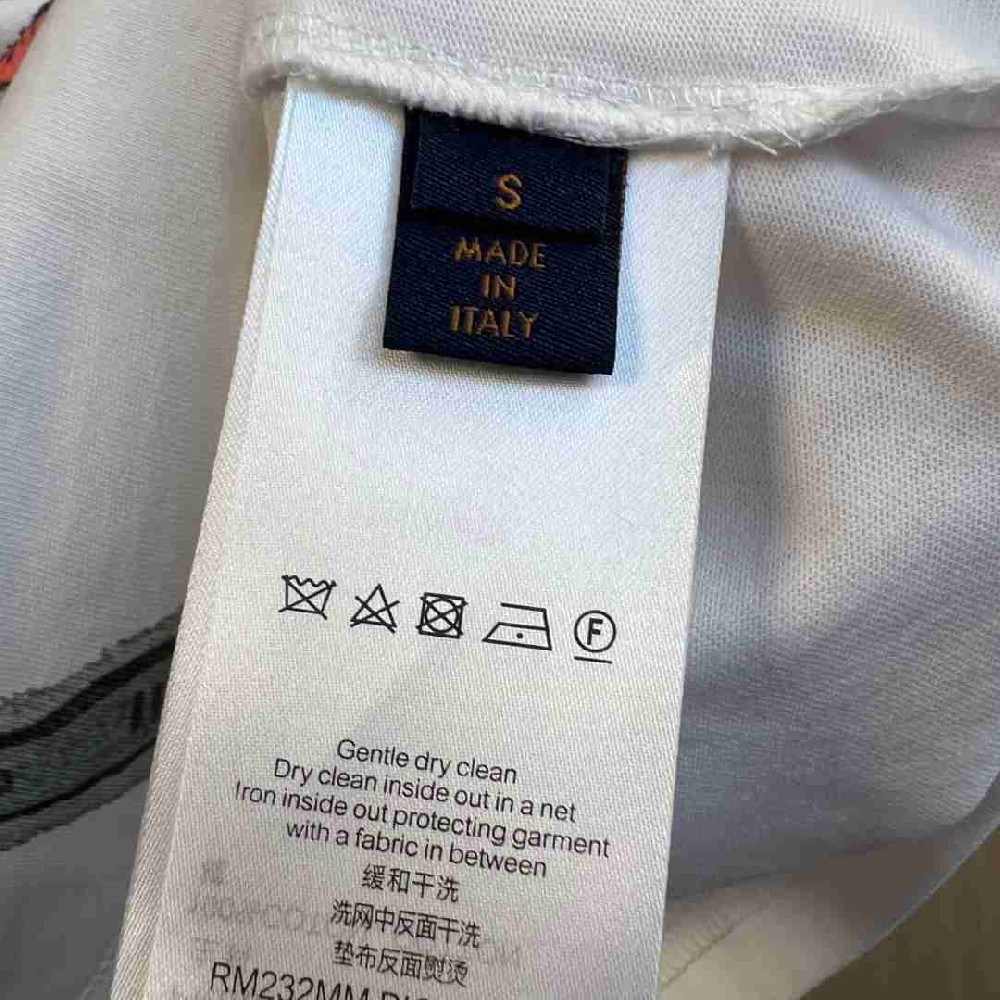 S
MADE
IN
ITALY
F
Gentle dry clean
Dry clean inside out in a net
Iron inside out protecting garment
with a fabric in between
缓和干洗
洗网中反面干洗
垫布反面熨烫
RM232MM